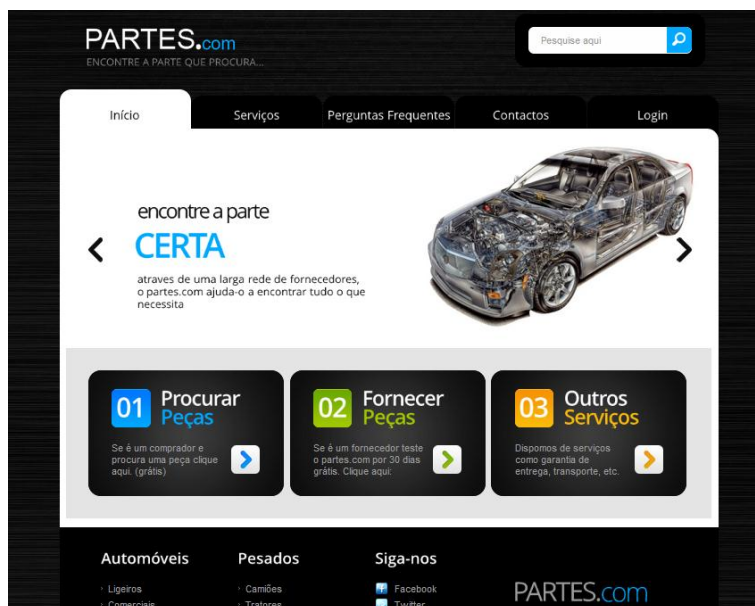 PARTES.com
ENCONTRE A PARTE QUE PROCURA...
Pesquise aqui
Início
Serviços
Perguntas Frequentes
Contactos
Login
encontre a parte
CERTA
atraves de uma larga rede de fornecedores,
o partes.com ajuda-o a encontrar tudo o que
necessita
01 Procurar
Peças
Se é um comprador e
procura uma peça clique
aqui. (grátis)
02 Fornecer
Peças
Se é um fornecedor teste
o partes.com por 30 dias
grátis. Clique aqui:
03 Outros
Serviços
Dispomos de serviços
como garantia de
entrega, transporte, etc.
Automóveis
Ligeiros
Comerciais
Pesados
Camiões
Tratores
Siga-nos
Facebook
Twitter
PARTES.com